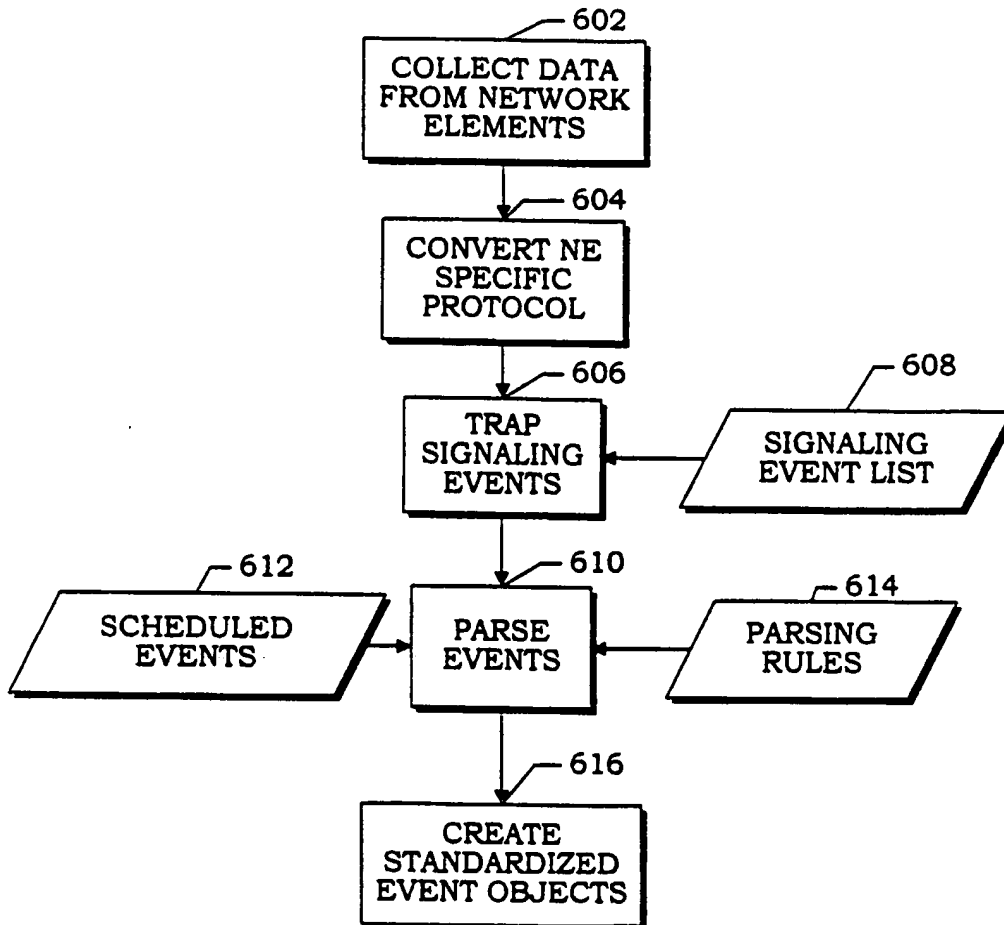 602
COLLECT DATA
FROM NETWORK
ELEMENTS
604
CONVERT NE
SPECIFIC
PROTOCOL
606
TRAP
SIGNALING
EVENTS
608
SIGNALING
EVENT LIST
612
SCHEDULED
EVENTS
610
PARSE
EVENTS
614
PARSING
RULES
616
CREATE
STANDARDIZED
EVENT OBJECTS